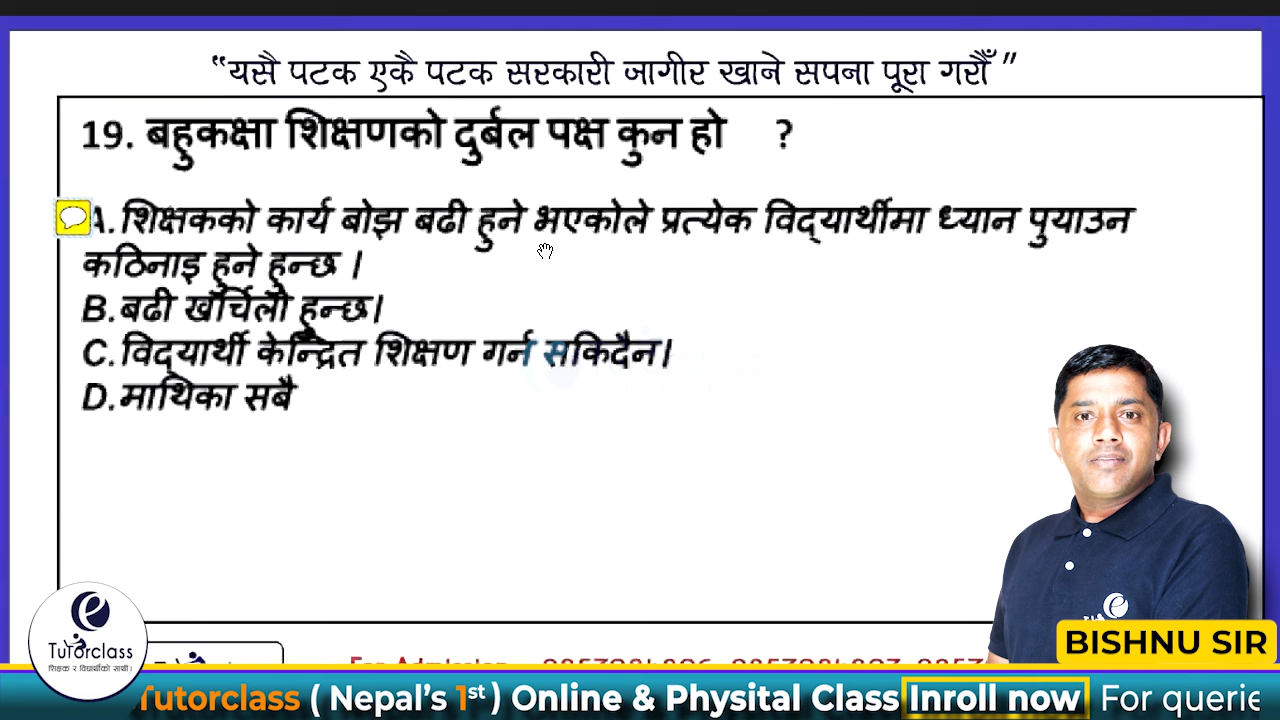 “यसै पटक एकै पटक सरकारी जागीर खाने सपना पूरा गरौँ”
19. बहुकक्षा शिक्षणको दुर्बल पक्ष कुन हो ?
A.शिक्षकको कार्य बोझ बढी हुने भएकोले प्रत्येक विद्यार्थीमा ध्यान पुयाउन
कठिनाइ हुने हुन्छ ।
B.बढी खर्चिलो हुन्छ।
C.विद्यार्थी केन्द्रित शिक्षण गर्न सकिदैन।
D.माथिका सबै
e
Tutorclass
शिक्षक र विद्यार्थीको साथी।
BISHNU SIR
For Admission
Tutorclass ( Nepal’s 1st ) Online & Physital Class Inroll now For querie